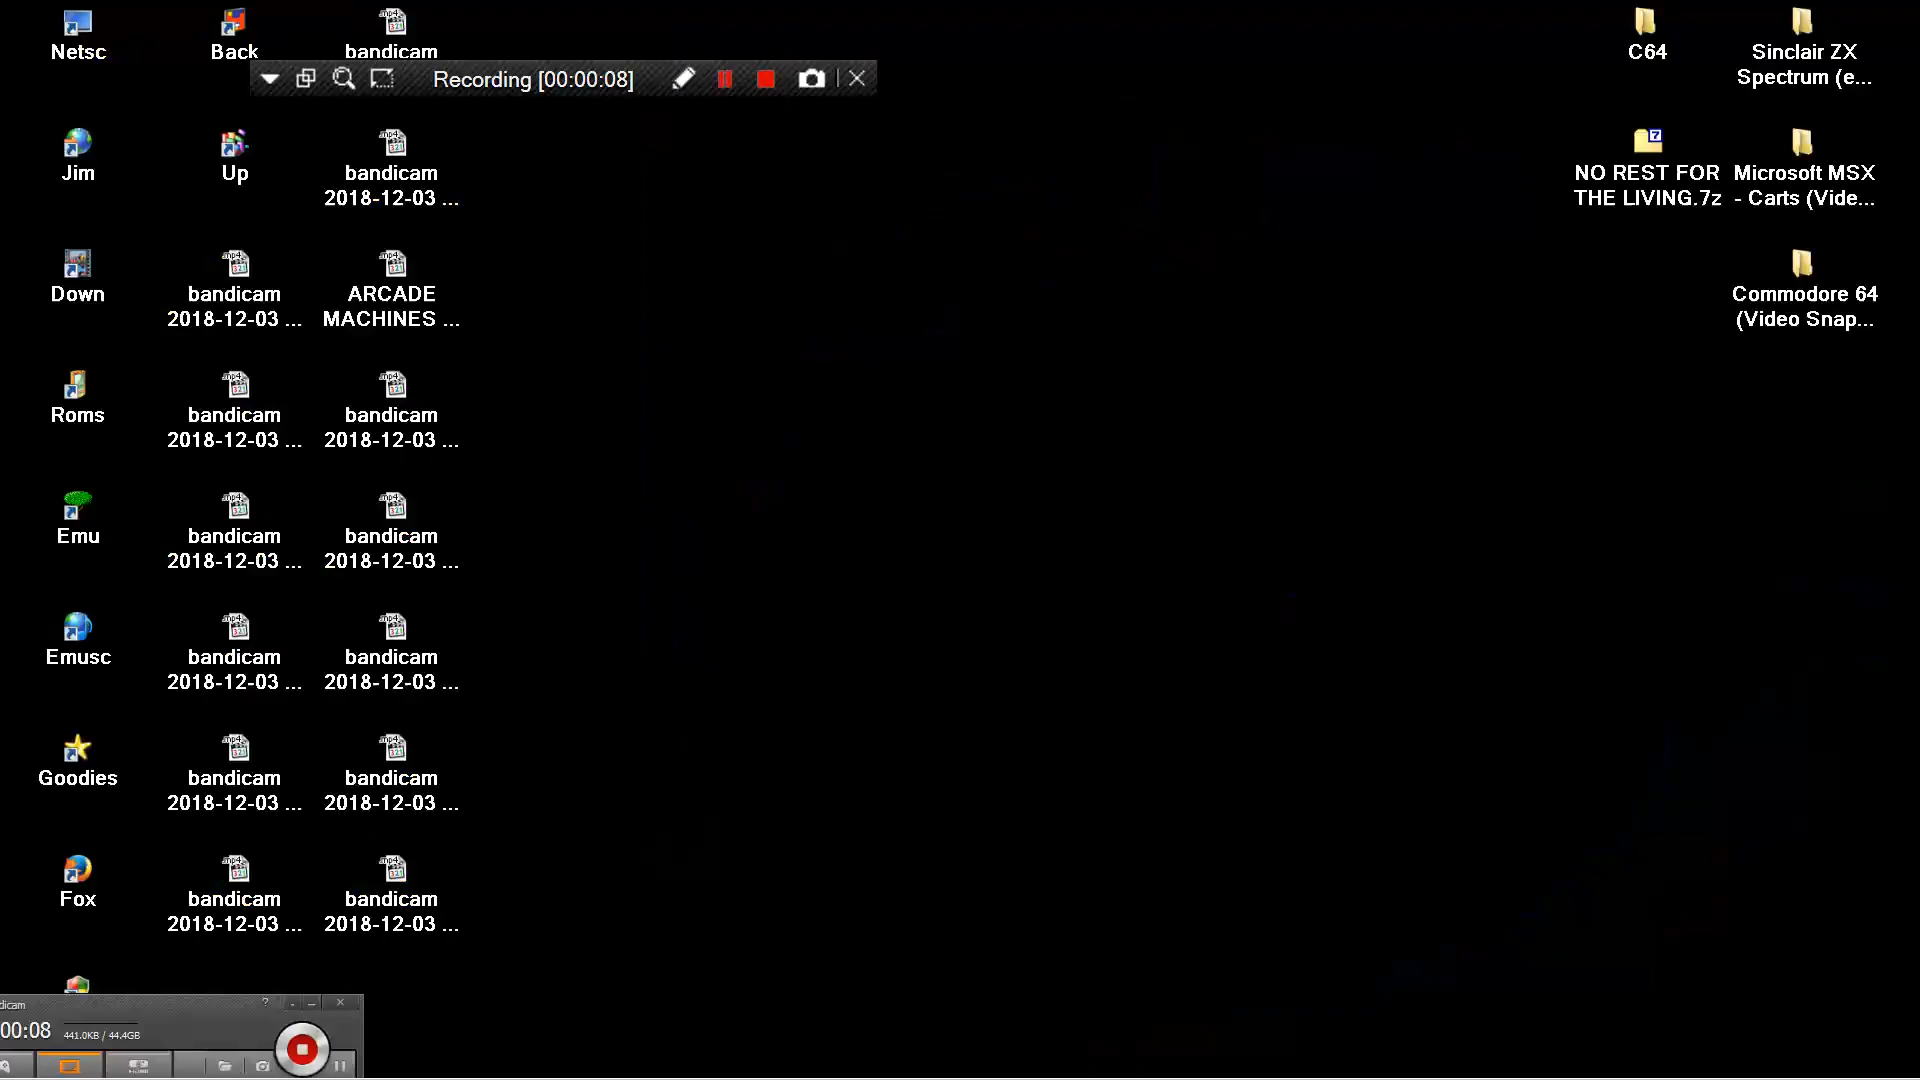 Netsc
Back
bandicam
C64
Sinclair ZX
Spectrum (e...
Recording [00:00:08]
Jim
Up
bandicam
2018-12-03 ...
NO REST FOR
THE LIVING.7z
Microsoft MSX
- Carts (Vide...
Down
bandicam
2018-12-03 ...
ARCADE
MACHINES ...
Commodore 64
(Video Snap...
Roms
bandicam
2018-12-03 ...
bandicam
2018-12-03 ...
Emu
bandicam
2018-12-03 ...
bandicam
2018-12-03 ...
Emusc
bandicam
2018-12-03 ...
bandicam
2018-12-03 ...
Goodies
bandicam
2018-12-03 ...
bandicam
2018-12-03 ...
Fox
bandicam
2018-12-03 ...
bandicam
2018-12-03 ...
dicam
00:08
441.0KB / 44.4GB